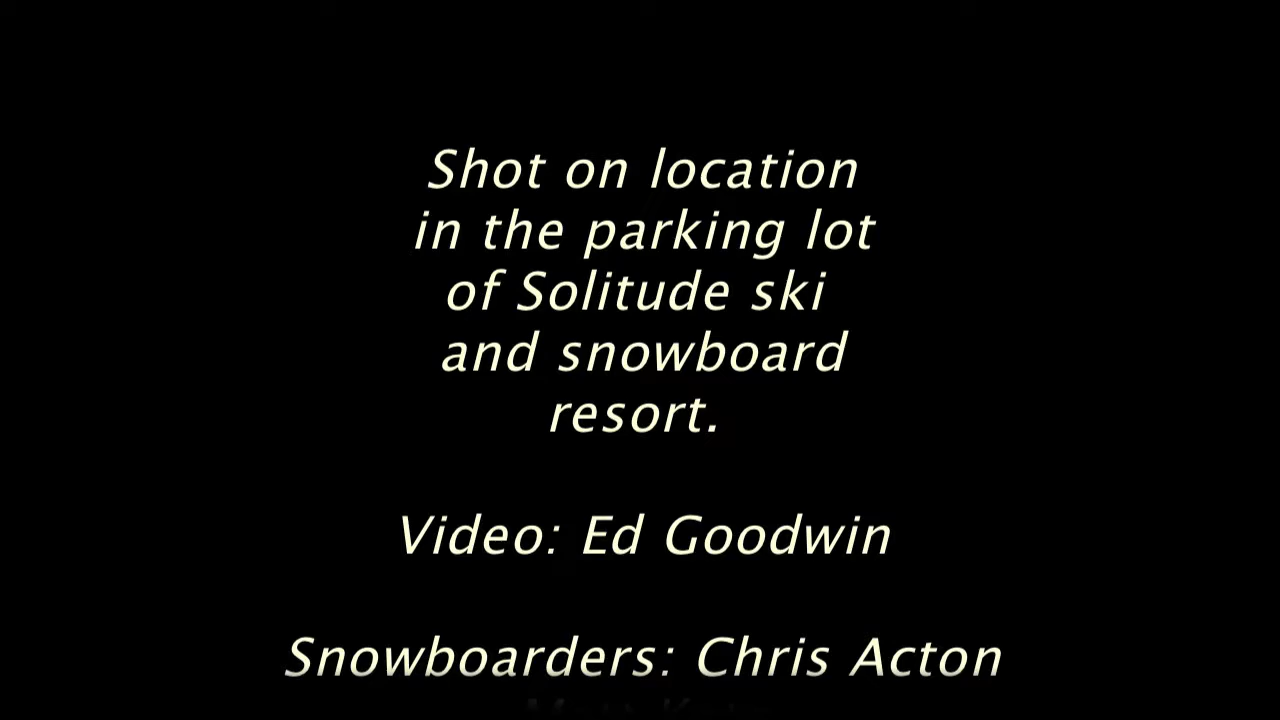 Shot on location
in the parking lot
of Solitude ski
and snowboard
resort.
Video: Ed Goodwin
Snowboarders: Chris Acton